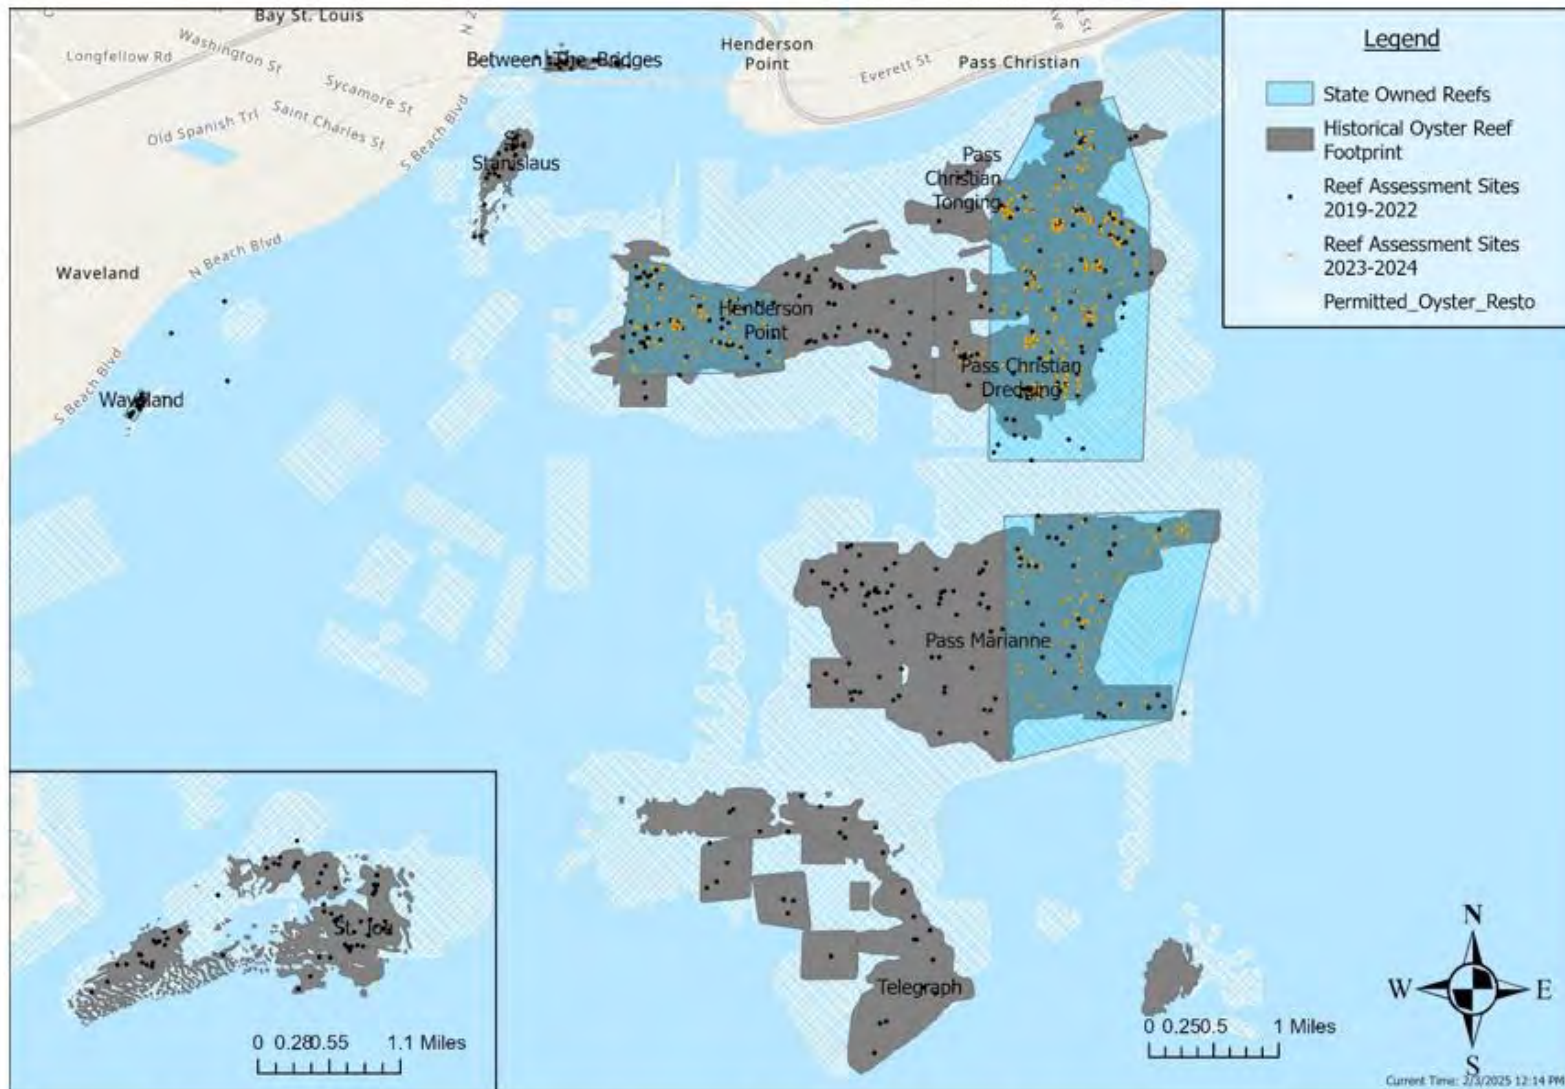 Bay St. Louis
N 2
Ave
t St
Longfellow Rd
Washington St
Sycamore St
Saint Charles St
Old Spanish Trl
S Beach Blvd
Between The Bridges
Henderson
Point
Everett St
Pass Christian
Stanislaus
Pass
Christian
Tonging
Waveland
N Beach Blvd
Henderson
Point
Pass Christian
Dredging
S Beach Blvd
Waveland
Pass Marianne
Telegraph
St. Joe
0 0.28 0.55 1.1 Miles
0 0.25 0.5 1 Miles
Legend
State Owned Reefs
Historical Oyster Reef
Footprint
Reef Assessment Sites
2019-2022
Reef Assessment Sites
2023-2024
Permitted_Oyster_Resto
N
W E
S
Current Time: 2/3/2025 12:14 PM